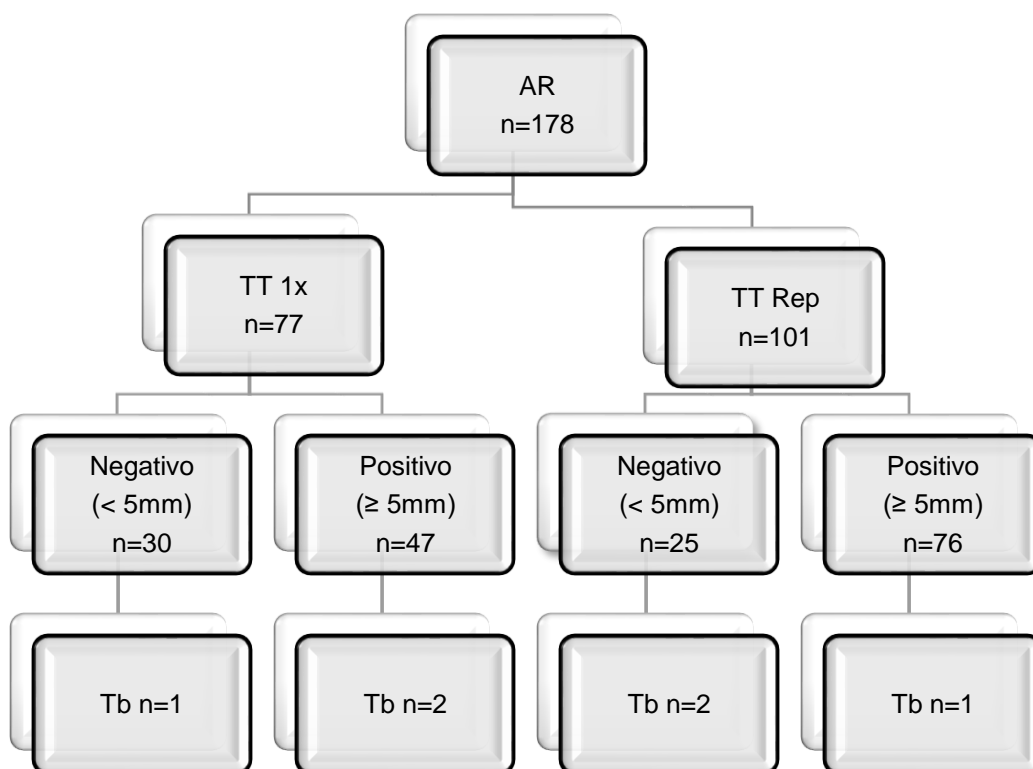 AR
n=178
TT 1x
n=77
TT Rep
n=101
Negativo
(< 5mm)
n=30
Positivo
(≥ 5mm)
n=47
Negativo
(< 5mm)
n=25
Positivo
(≥ 5mm)
n=76
Tb n=1
Tb n=2
Tb n=2
Tb n=1